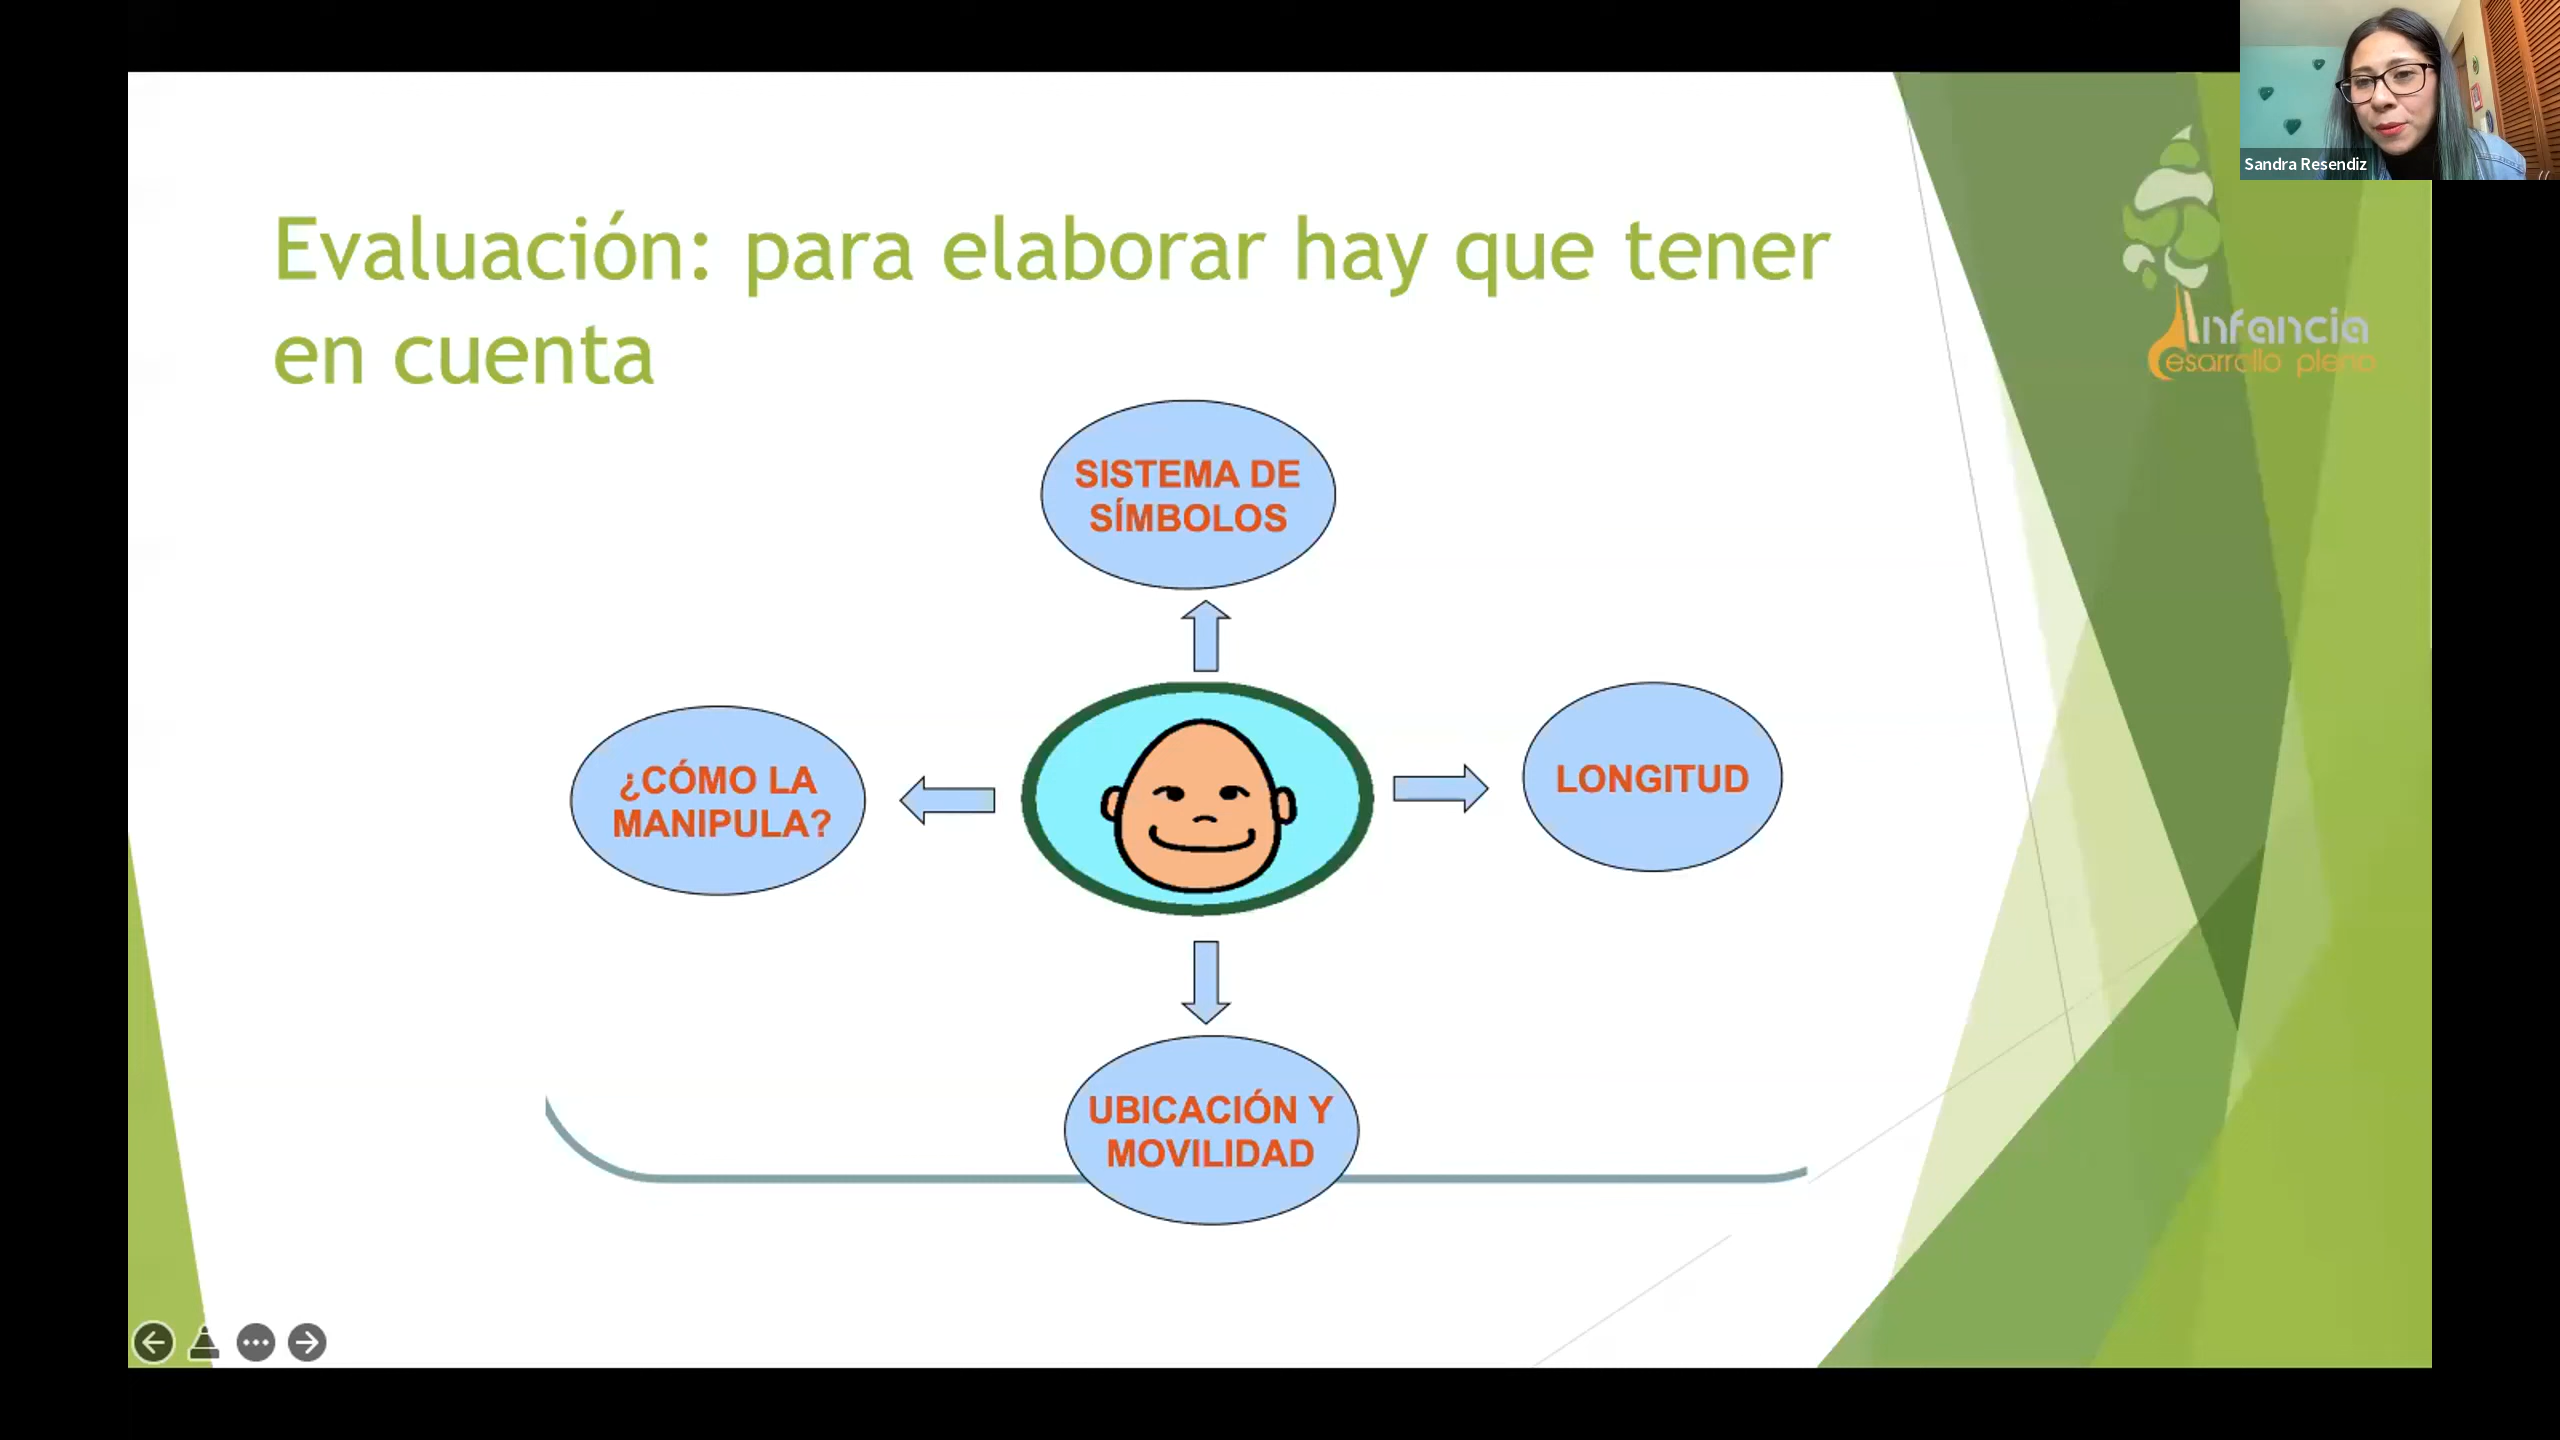 Sandra Resendiz
Evaluación: para elaborar hay que tener
en cuenta
Infancia
Desarrollo pleno
SISTEMA DE
SÍMBOLOS
¿CÓMO LA
MANIPULA?
LONGITUD
UBICACIÓN Y
MOVILIDAD